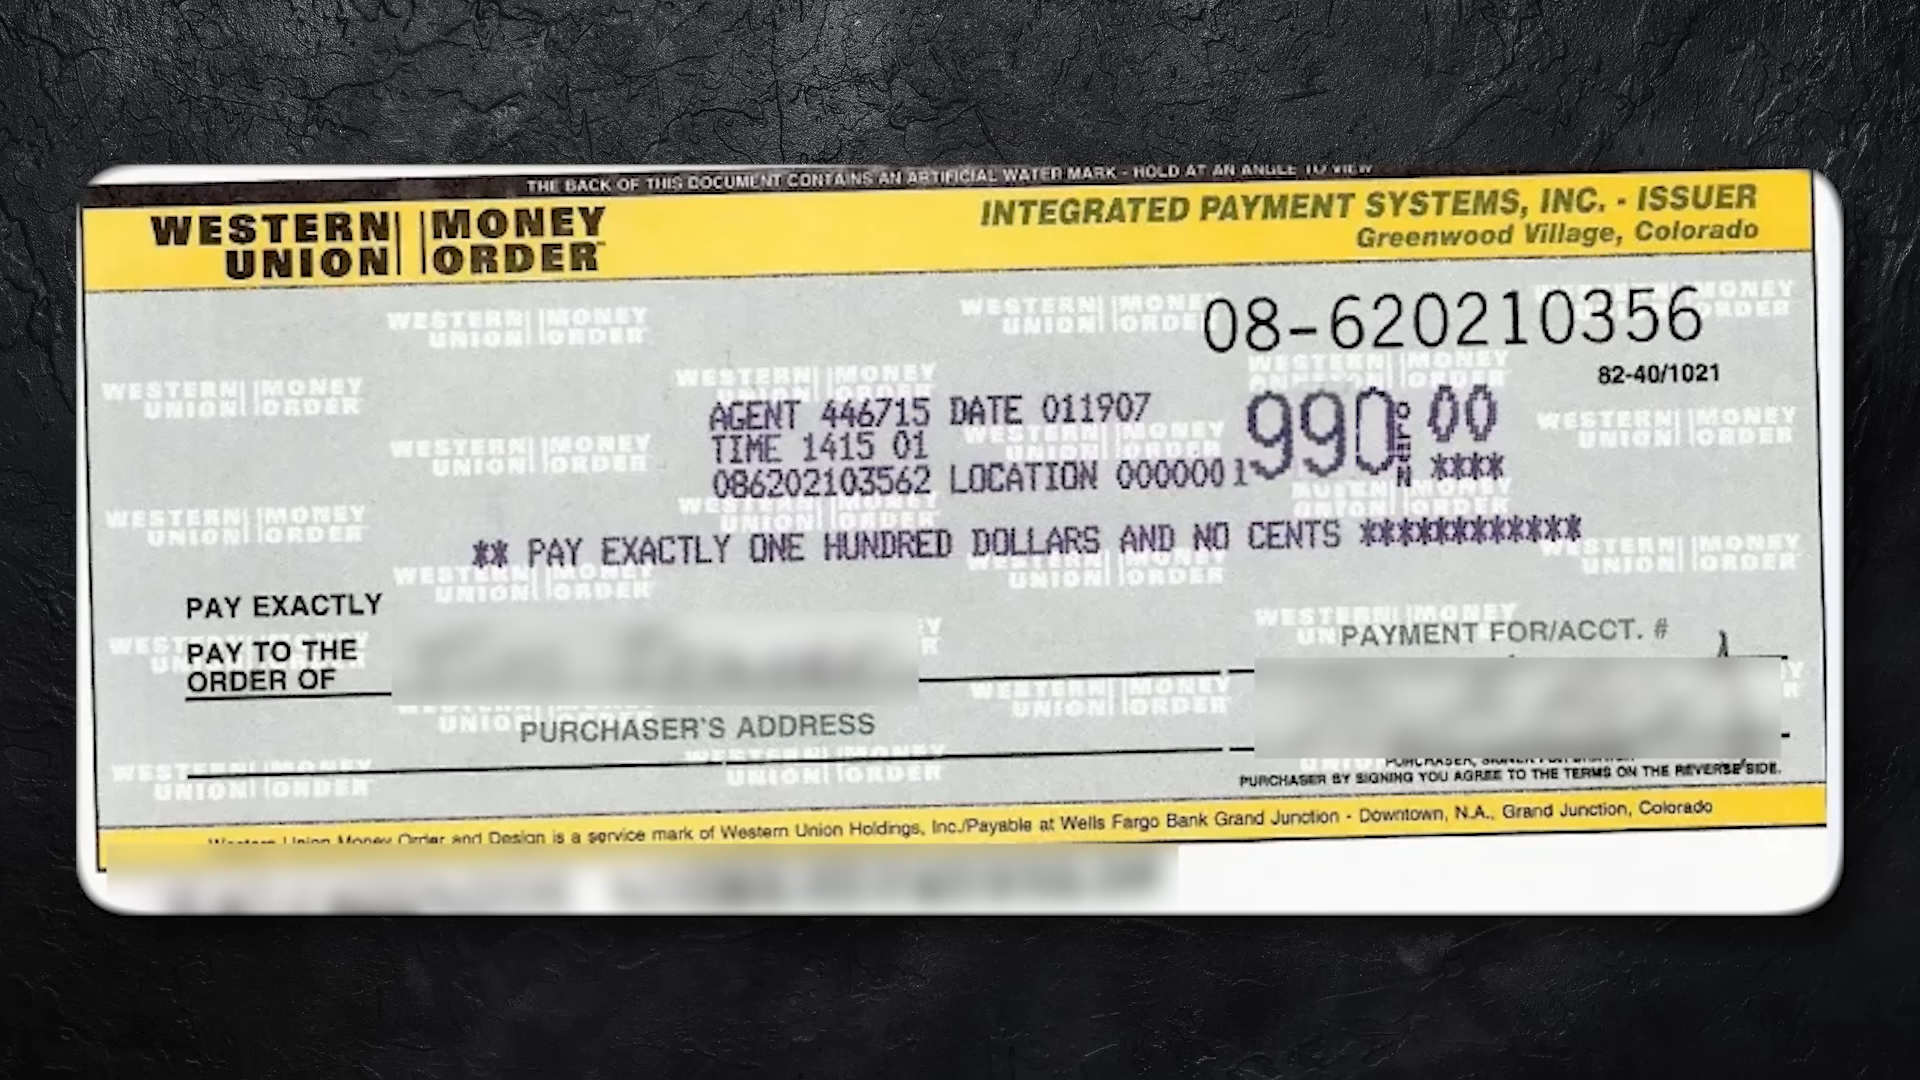 THE BACK OF THIS DOCUMENT CONTAINS AN ARTIFICIAL WATER MARK - HOLD AT AN ANGLE TO VIEW
WESTERN UNION
MONEY ORDER
INTEGRATED PAYMENT SYSTEMS, INC. - ISSUER
Greenwood Village, Colorado
08-620210356
82-40/1021
AGENT 446715 DATE 011907
TIME 1415 01
086202103562 LOCATION 000000 1
990 00
****
** PAY EXACTLY ONE HUNDRED DOLLARS AND NO CENTS ************
PAY EXACTLY
PAY TO THE
ORDER OF
PAYMENT FOR/ACCT. #
PURCHASER'S ADDRESS
PURCHASER BY SIGNING YOU AGREE TO THE TERMS ON THE REVERSE SIDE.
Western Union Money Order and Design is a service mark of Western Union Holdings, Inc./Payable at Wells Fargo Bank Grand Junction - Downtown, N.A., Grand Junction, Colorado